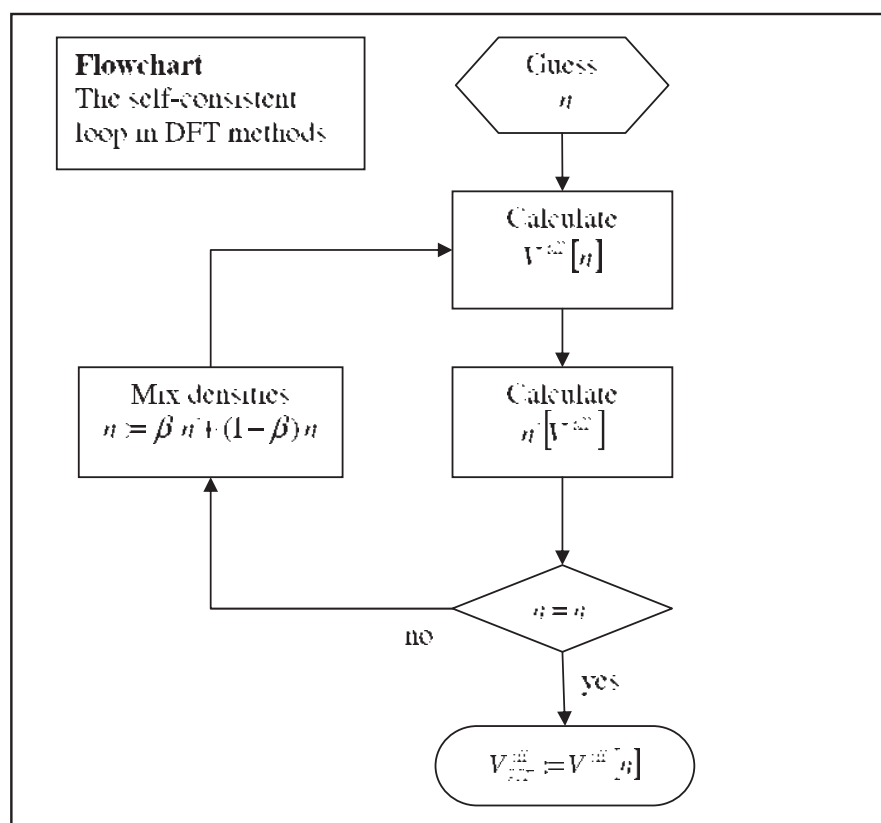 Flowchart
The self-consistent
loop in DFT methods
Guess
n
Calculate
V^eff [n]
Calculate
n' [V^eff]
Mix densities
n := β n' + (1 − β) n
n = n
no
yes
:= V^eff [n]